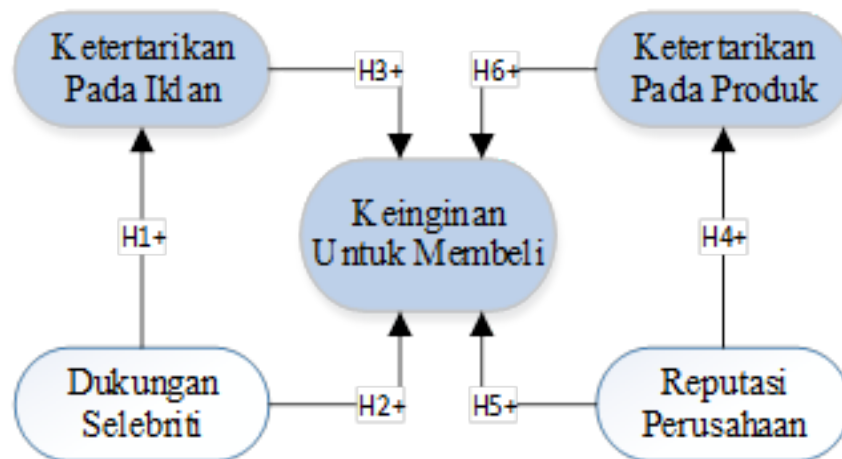 Ketertarikan
Pada Iklan
Ketertarikan
Pada Produk
H3+
H6+
Keinginan
Untuk Membeli
H1+
H4+
Dukungan
Selebriti
H2+
H5+
Reputasi
Perusahaan